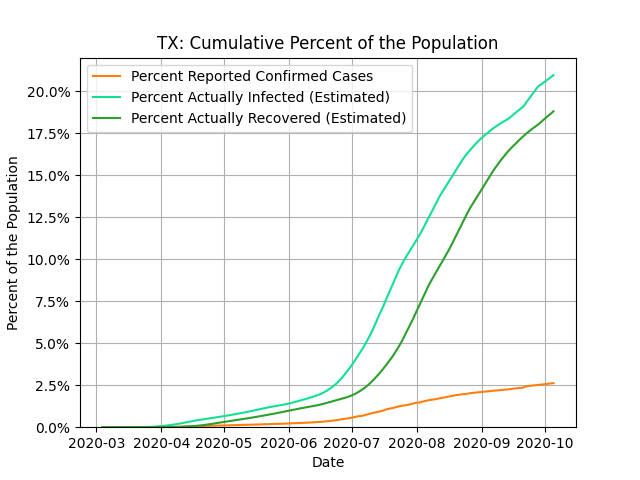 TX: Cumulative Percent of the Population
Percent Reported Confirmed Cases
Percent Actually Infected (Estimated)
Percent Actually Recovered (Estimated)
Percent of the Population
20.0%
17.5%
15.0%
12.5%
10.0%
7.5%
5.0%
2.5%
0.0%
2020-03 2020-04 2020-05 2020-06 2020-07 2020-08 2020-09 2020-10
Date